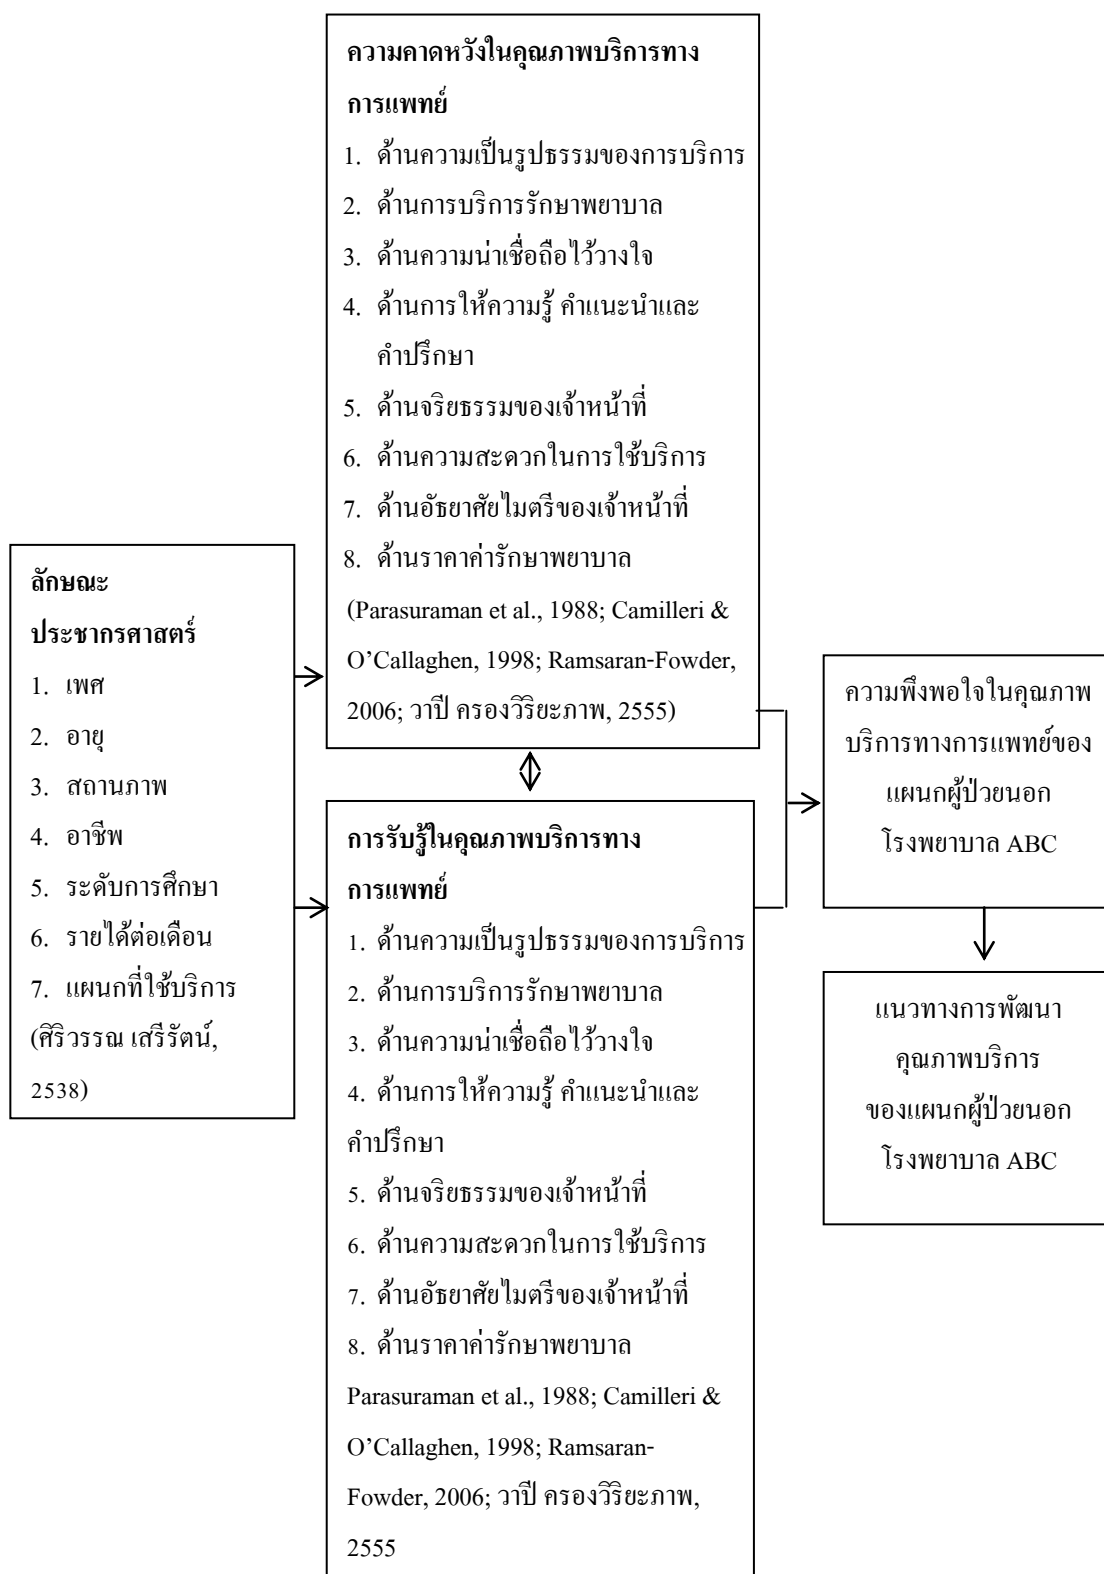 ความคาดหวังในคุณภาพบริการทาง
การแพทย์
1. ด้านความเป็นรูปธรรมของการบริการ
2. ด้านการบริการรักษาพยาบาล
3. ด้านความน่าเชื่อถือไว้วางใจ
4. ด้านการให้ความรู้ คำแนะนำและ
คำปรึกษา
5. ด้านจริยธรรมของเจ้าหน้าที่
6. ด้านความสะดวกในการใช้บริการ
7. ด้านอัธยาศัยไมตรีของเจ้าหน้าที่
8. ด้านราคาค่ารักษาพยาบาล
(Parasuraman et al., 1988; Camilleri &
O’Callaghen, 1998; Ramsaran-Fowder,
2006; วาปี ครองวิริยะภาพ, 2555)
ลักษณะ
ประชากรศาสตร์
1. เพศ
2. อายุ
3. สถานภาพ
4. อาชีพ
5. ระดับการศึกษา
6. รายได้ต่อเดือน
7. แผนกที่ใช้บริการ
(ศิริวรรณ เสรีรัตน์,
2538)
การรับรู้ในคุณภาพบริการทาง
การแพทย์
1. ด้านความเป็นรูปธรรมของการบริการ
2. ด้านการบริการรักษาพยาบาล
3. ด้านความน่าเชื่อถือไว้วางใจ
4. ด้านการให้ความรู้ คำแนะนำและ
คำปรึกษา
5. ด้านจริยธรรมของเจ้าหน้าที่
6. ด้านความสะดวกในการใช้บริการ
7. ด้านอัธยาศัยไมตรีของเจ้าหน้าที่
8. ด้านราคาค่ารักษาพยาบาล
Parasuraman et al., 1988; Camilleri &
O’Callaghen, 1998; Ramsaran-
Fowder, 2006; วาปี ครองวิริยะภาพ,
2555
ความพึงพอใจในคุณภาพ
บริการทางการแพทย์ของ
แผนกผู้ป่วยนอก
โรงพยาบาล ABC
แนวทางการพัฒนา
คุณภาพบริการ
ของแผนกผู้ป่วยนอก
โรงพยาบาล ABC